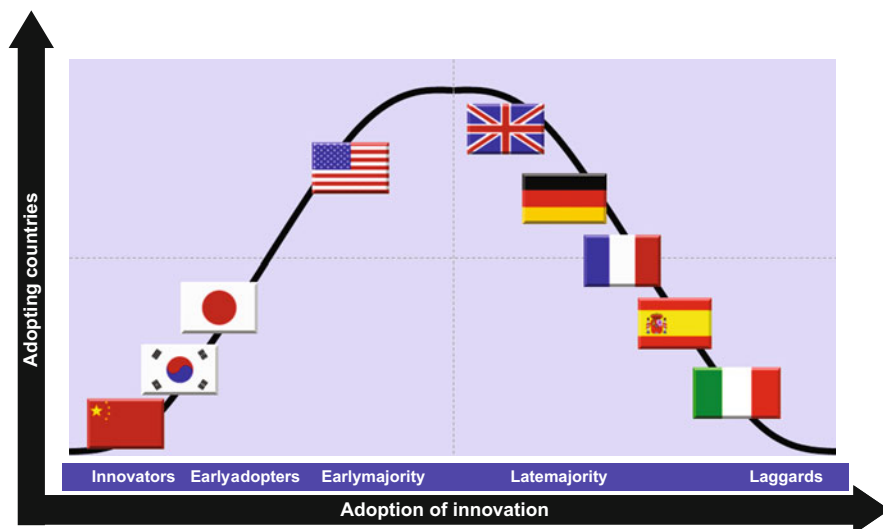 Adopting countries
Innovators Earlyadopters Earlymajority Latemajority Laggards
Adoption of innovation